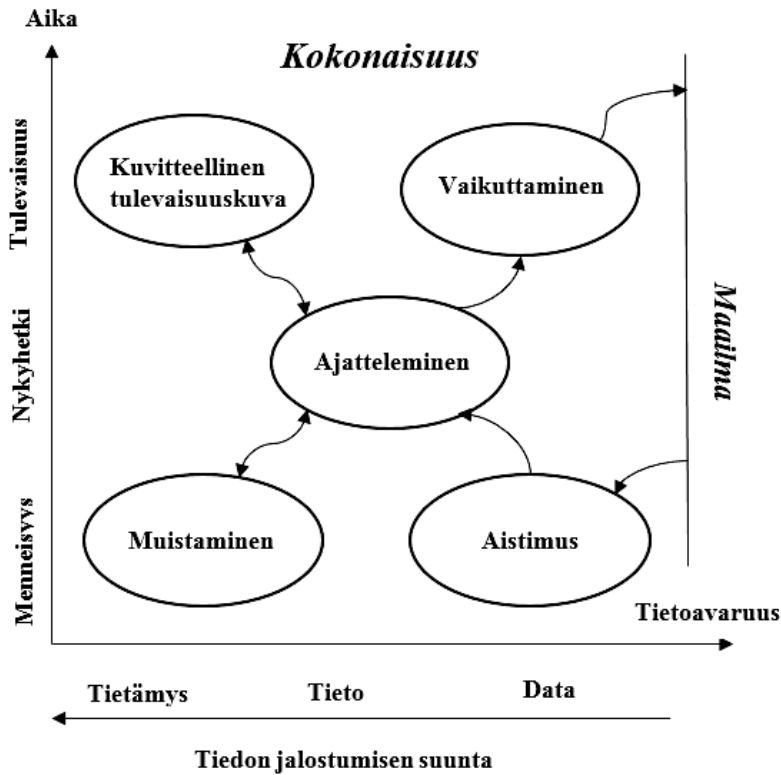 Aika
Kokonaisuus
Tulevaisuus
Kuvitteellinen
tulevaisuuskuva
Vaikuttaminen
Nykyhetki
Ajatteleminen
Maailma
Menneisyys
Muistaminen
Aistimus
Tietoavaruus
Tietämys
Tieto
Data
Tiedon jalostumisen suunta